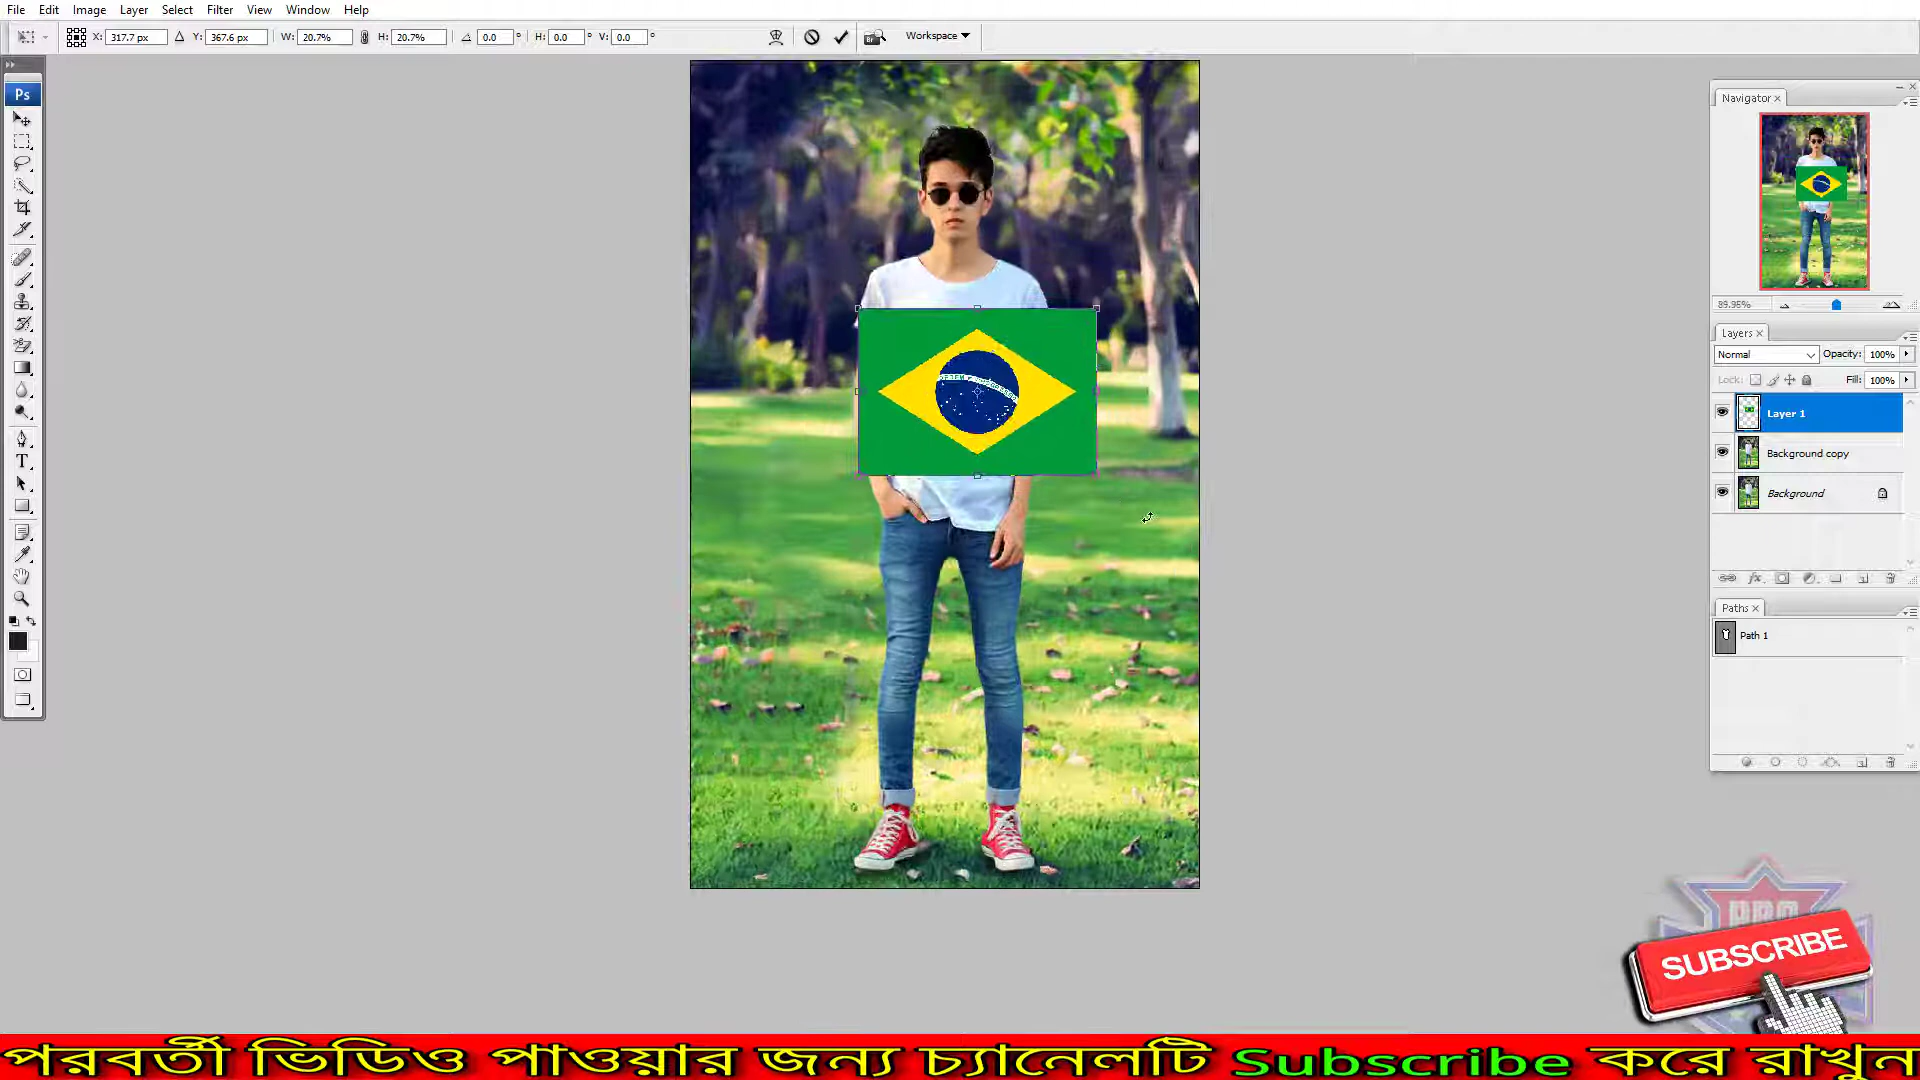 File Edit Image Layer Select Filter View Window Help
X: 317.7 px Y: 367.6 px W: 20.7% H: 20.7% 0.0 ° H: 0.0 ° V: 0.0 ° Workspace
Ps
Navigator
89.95%
Layers
Normal Opacity: 100%
Lock: Fill: 100%
Layer 1
Background copy
Background
Paths
Path 1
PRO
SUBSCRIBE
পরবর্তী ভিডিও পাওয়ার জন্য চ্যানেলটি Subscribe করে রাখুন